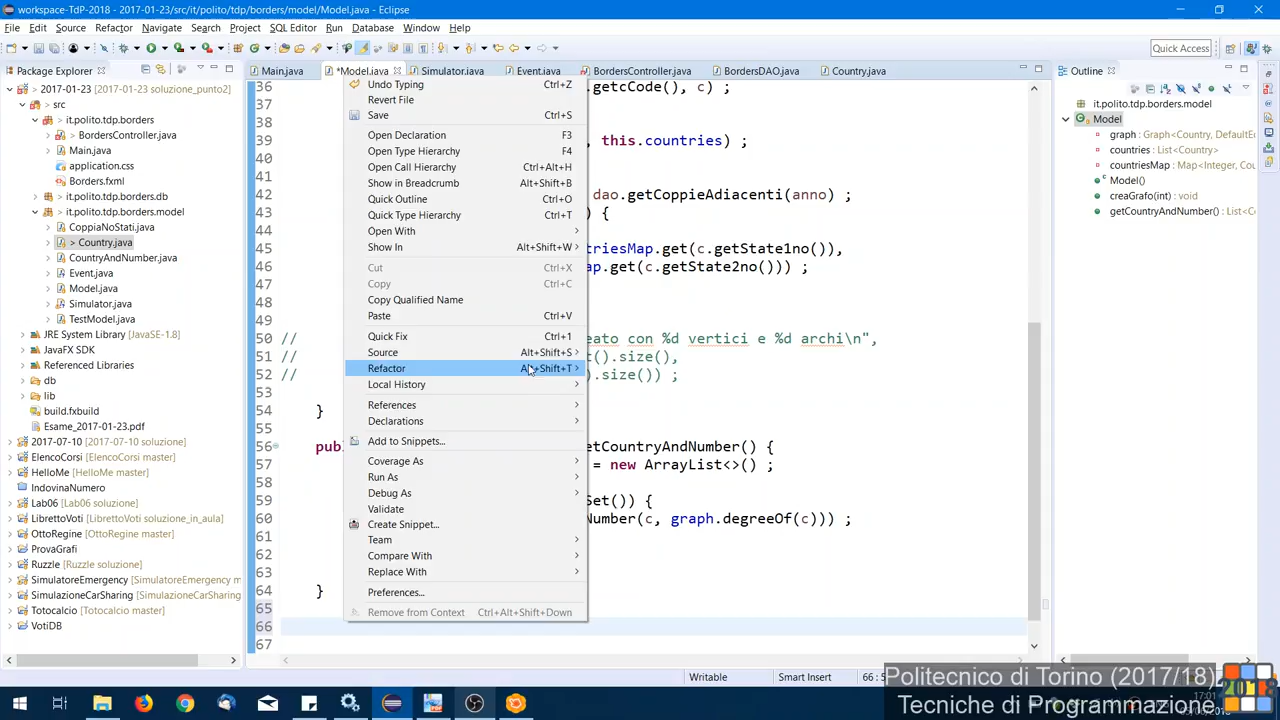 workspace-TdP-2018 - 2017-01-23/src/it/polito/tdp/borders/model/Model.java - Eclipse
File Edit Source Refactor Navigate Search Project SQL Editor Run Database Window Help
Quick Access
Package Explorer
2017-01-23 [2017-01-23 soluzione_punto2]
src
it.polito.tdp.borders
> BordersController.java
Main.java
application.css
Borders.fxml
it.polito.tdp.borders.db
it.polito.tdp.borders.model
CoppiaNoStati.java
> Country.java
CountryAndNumber.java
Event.java
Model.java
Simulator.java
TestModel.java
JRE System Library [JavaSE-1.8]
JavaFX SDK
Referenced Libraries
db
lib
build.fxbuild
Esame_2017-01-23.pdf
2017-07-10 [2017-07-10 soluzione]
ElencoCorsi [ElencoCorsi master]
HelloMe [HelloMe master]
IndovinaNumero
Lab06 [Lab06 soluzione]
LibrettoVoti [LibrettoVoti soluzione_in_aula]
OttoRegine [OttoRegine master]
ProvaGrafi
Ruzzle [Ruzzle master]
SimulatoreEmergency [SimulatoreEmergency m
SimulazioneCarSharing [SimulazioneCarSharing m
Totocalcio [Totocalcio master]
VotiDB
Main.java *Model.java Simulator.java Event.java BordersController.java BordersDAO.java Country.java
36 .getcCode(), c) ;
39 this.countries) ;
40
42 dao.getCoppieAdiacenti(anno) ;
43 ) {
45 triesMap.get(c.getState1no()),
46 ap.get(c.getState2no())) ;
48
49
50 // eato con %d vertici e %d archi\n",
51 // t().size(),
52 // ).size()) ;
53
54 }
55
56 pub etCountryAndNumber() {
57 = new ArrayList<>() ;
59 Set()) {
60 Number(c, graph.degreeOf(c))) ;
61
62
63
64 }
65
66
67
Undo Typing Ctrl+Z
Revert File
Save Ctrl+S
Open Declaration F3
Open Type Hierarchy F4
Open Call Hierarchy Ctrl+Alt+H
Show in Breadcrumb Alt+Shift+B
Quick Outline Ctrl+O
Quick Type Hierarchy Ctrl+T
Open With
Show In Alt+Shift+W
Cut Ctrl+X
Copy Ctrl+C
Copy Qualified Name
Paste Ctrl+V
Quick Fix Ctrl+1
Source Alt+Shift+S
Refactor Alt+Shift+T
Local History
References
Declarations
Add to Snippets...
Coverage As
Run As
Debug As
Validate
Create Snippet...
Team
Compare With
Replace With
Preferences...
Remove from Context Ctrl+Alt+Shift+Down
Outline
it.polito.tdp.borders.model
Model
graph : Graph<Country, DefaultE
countries : List<Country>
countriesMap : Map<Integer, Cou
Model()
creaGrafo(int) : void
getCountryAndNumber() : List<C
Writable Smart Insert 66 : 5
Politecnico di Torino (2017/18)
Tecniche di Programmazione
2018
17:01